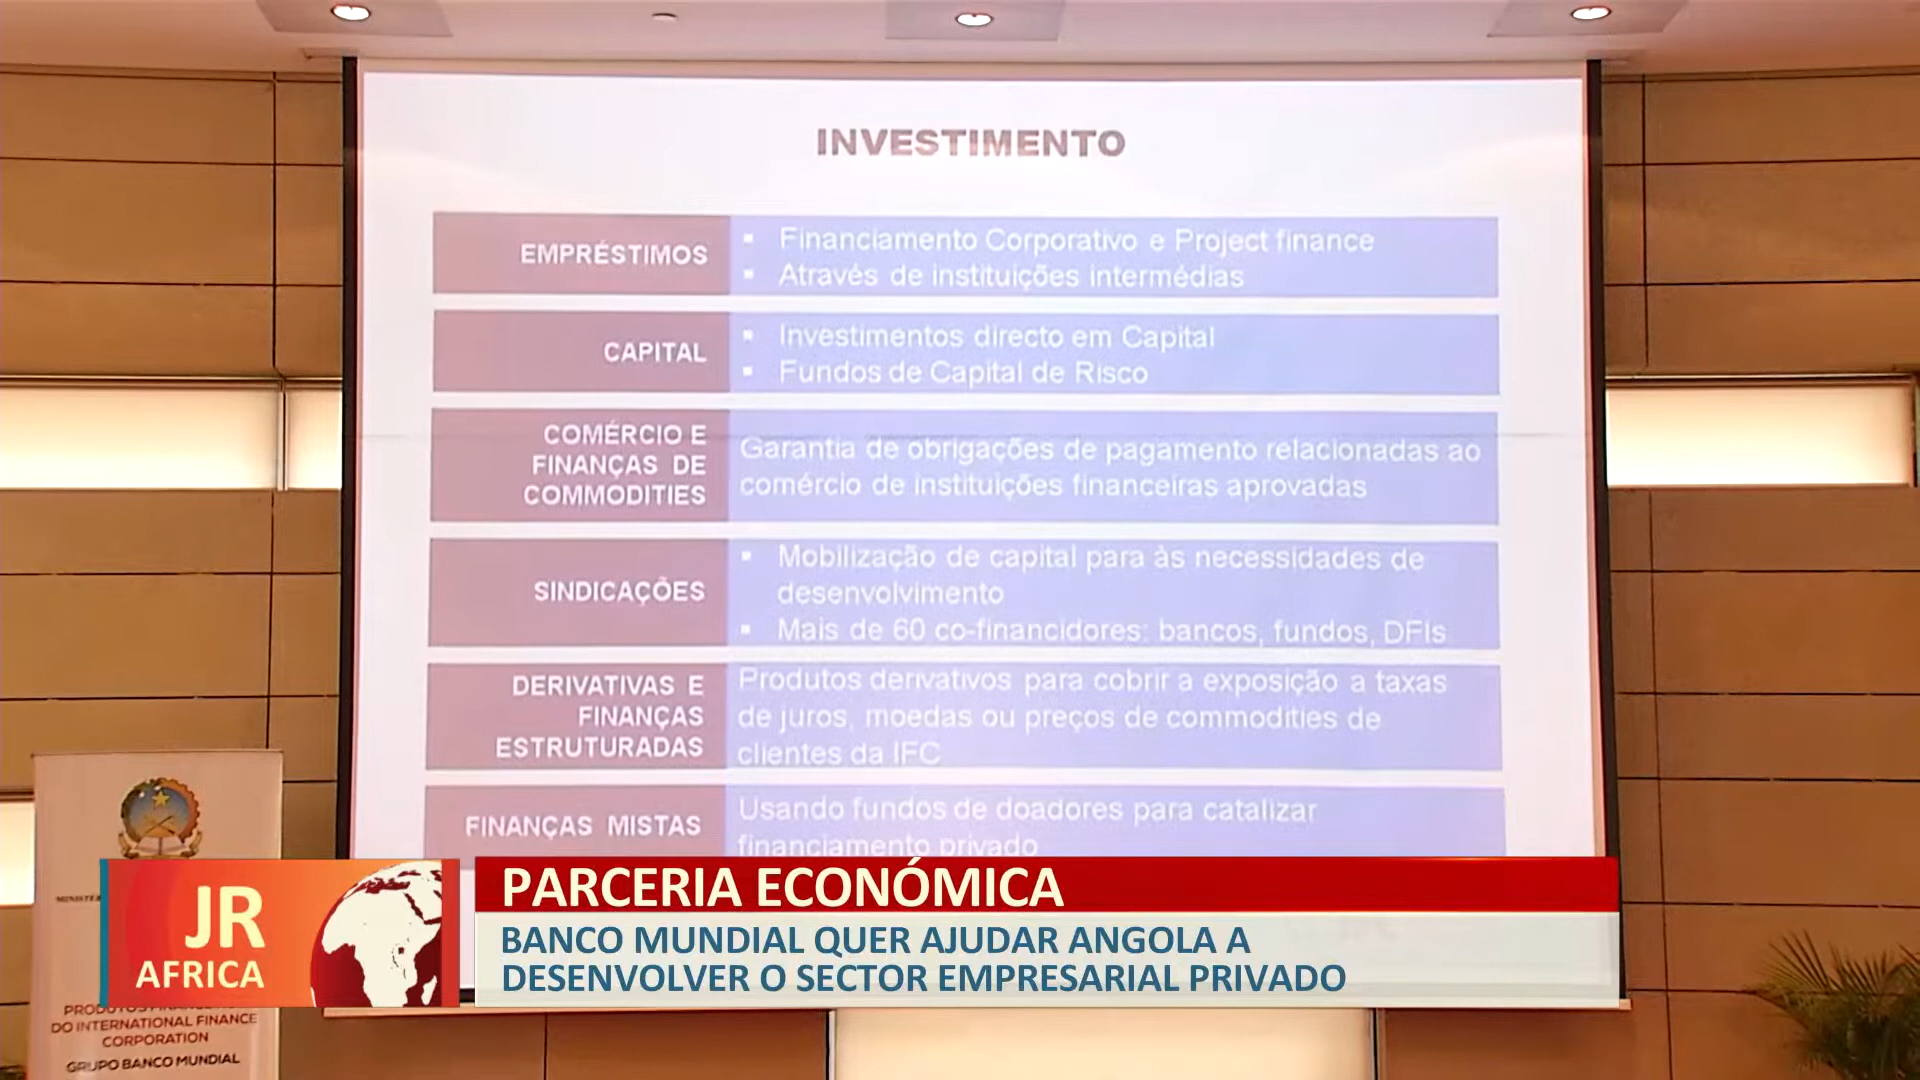 INVESTIMENTO
EMPRÉSTIMOS
Financiamento Corporativo e Project finance
Através de instituições intermédias
CAPITAL
Investimentos directo em Capital
Fundos de Capital de Risco
COMÉRCIO E
FINANÇAS DE
COMMODITIES
Garantia de obrigações de pagamento relacionadas ao
comércio de instituições financeiras aprovadas
SINDICAÇÕES
Mobilização de capital para às necessidades de
desenvolvimento
Mais de 60 co-financidores: bancos, fundos, DFIs
DERIVATIVAS E
FINANÇAS
ESTRUTURADAS
Produtos derivativos para cobrir a exposição a taxas
de juros, moedas ou preços de commodities de
clientes da IFC
FINANÇAS MISTAS
Usando fundos de doadores para catalizar
financiamento privado
PARCERIA ECONÓMICA
BANCO MUNDIAL QUER AJUDAR ANGOLA A
DESENVOLVER O SECTOR EMPRESARIAL PRIVADO
JR
AFRICA
PRODUTOS
DO INTERNATIONAL FINANCE
CORPORATION
GRUPO BANCO MUNDIAL